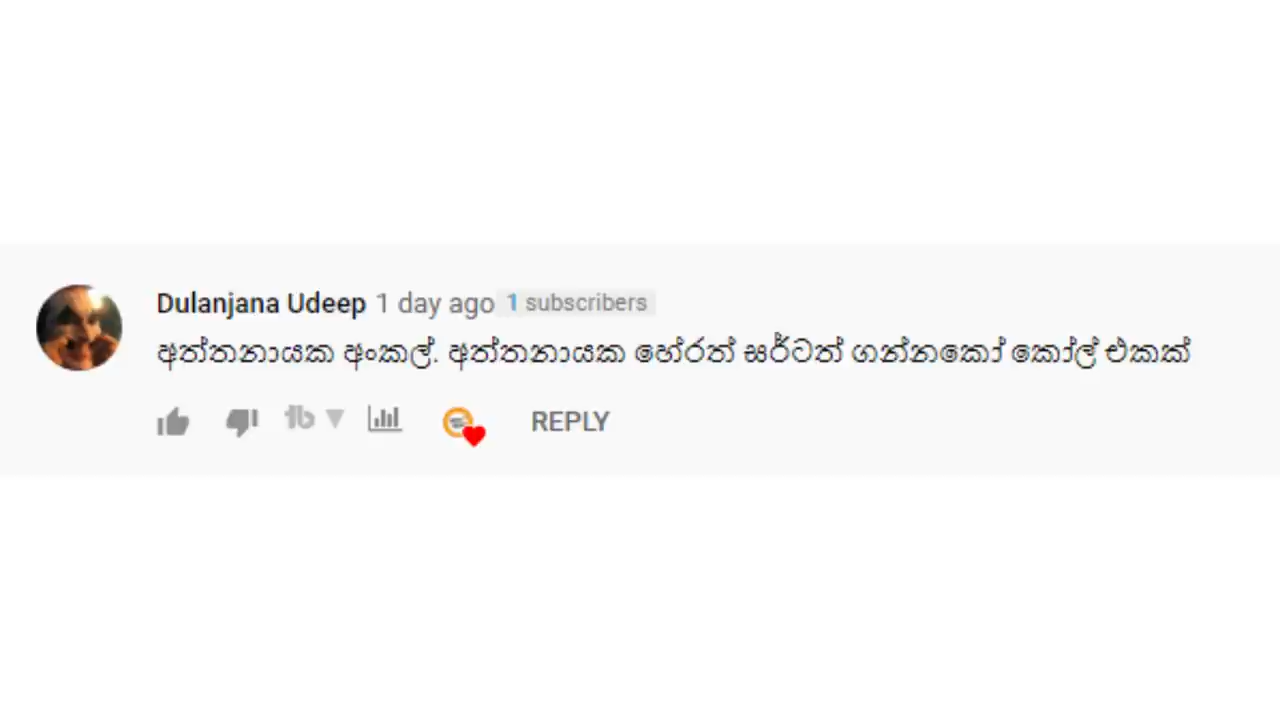 Dulanjana Udeep 1 day ago 1 subscribers
අත්තනායක අංකල්. අත්තනායක හේරත් සර්ටත් ගන්නකෝ කෝල් එකක්
REPLY